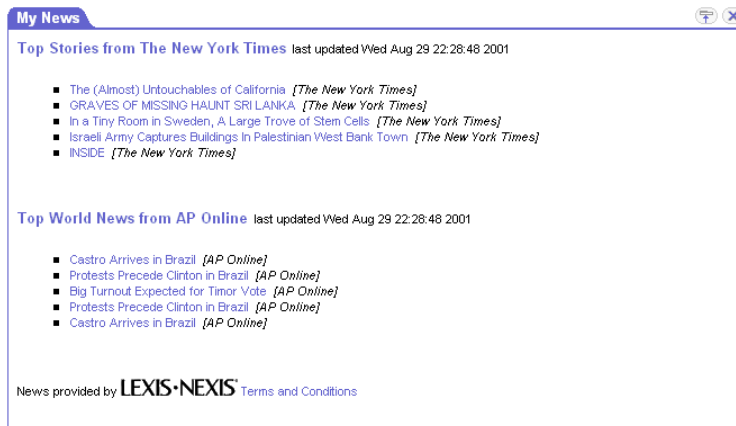 My News
Top Stories from The New York Times last updated Wed Aug 29 22:28:48 2001
The (Almost) Untouchables of California [The New York Times]
GRAVES OF MISSING HAUNT SRI LANKA [The New York Times]
In a Tiny Room in Sweden, A Large Trove of Stem Cells [The New York Times]
Israeli Army Captures Buildings In Palestinian West Bank Town [The New York Times]
INSIDE [The New York Times]
Top World News from AP Online last updated Wed Aug 29 22:28:48 2001
Castro Arrives in Brazil [AP Online]
Protests Precede Clinton in Brazil [AP Online]
Big Turnout Expected for Timor Vote [AP Online]
Protests Precede Clinton in Brazil [AP Online]
Castro Arrives in Brazil [AP Online]
News provided by LEXIS·NEXIS Terms and Conditions